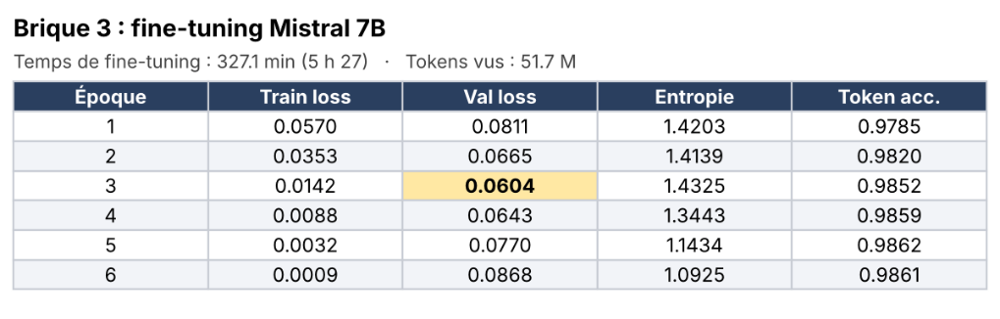 Brique 3 : fine-tuning Mistral 7B
Temps de fine-tuning : 327.1 min (5 h 27) · Tokens vus : 51.7 M
Époque Train loss Val loss Entropie Token acc.
1 0.0570 0.0811 1.4203 0.9785
2 0.0353 0.0665 1.4139 0.9820
3 0.0142 0.0604 1.4325 0.9852
4 0.0088 0.0643 1.3443 0.9859
5 0.0032 0.0770 1.1434 0.9862
6 0.0009 0.0868 1.0925 0.9861